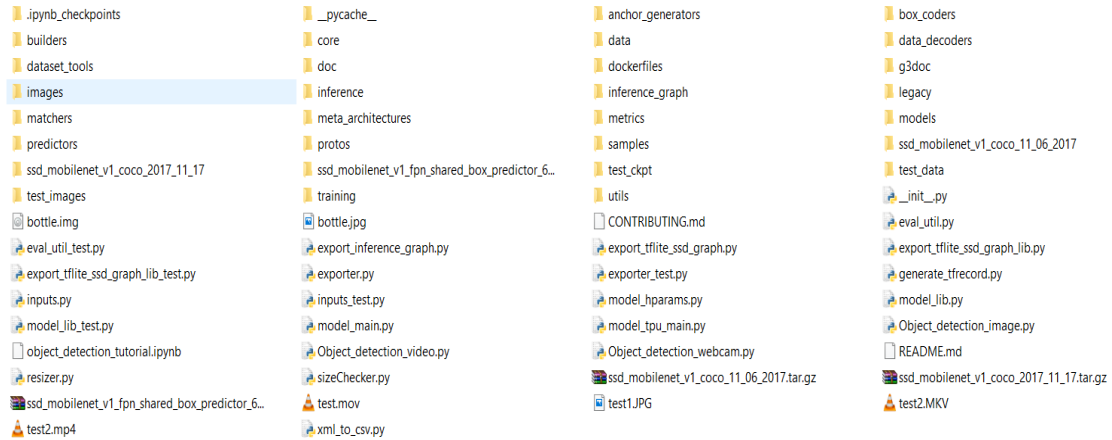 .ipynb_checkpoints __pycache__ anchor_generators box_coders
builders core data data_decoders
dataset_tools doc dockerfiles g3doc
images inference inference_graph legacy
matchers meta_architectures metrics models
predictors protos samples ssd_mobilenet_v1_coco_11_06_2017
ssd_mobilenet_v1_coco_2017_11_17 ssd_mobilenet_v1_fpn_shared_box_predictor_6... test_ckpt test_data
test_images training utils __init__.py
bottle.img bottle.jpg CONTRIBUTING.md eval_util.py
eval_util_test.py export_inference_graph.py export_tflite_ssd_graph.py export_tflite_ssd_graph_lib.py
export_tflite_ssd_graph_lib_test.py exporter.py exporter_test.py generate_tfrecord.py
inputs.py inputs_test.py model_hparams.py model_lib.py
model_lib_test.py model_main.py model_tpu_main.py Object_detection_image.py
object_detection_tutorial.ipynb Object_detection_video.py Object_detection_webcam.py README.md
resizer.py sizeChecker.py ssd_mobilenet_v1_coco_11_06_2017.tar.gz ssd_mobilenet_v1_coco_2017_11_17.tar.gz
ssd_mobilenet_v1_fpn_shared_box_predictor_6... test.mov test1.JPG test2.MKV
test2.mp4 xml_to_csv.py